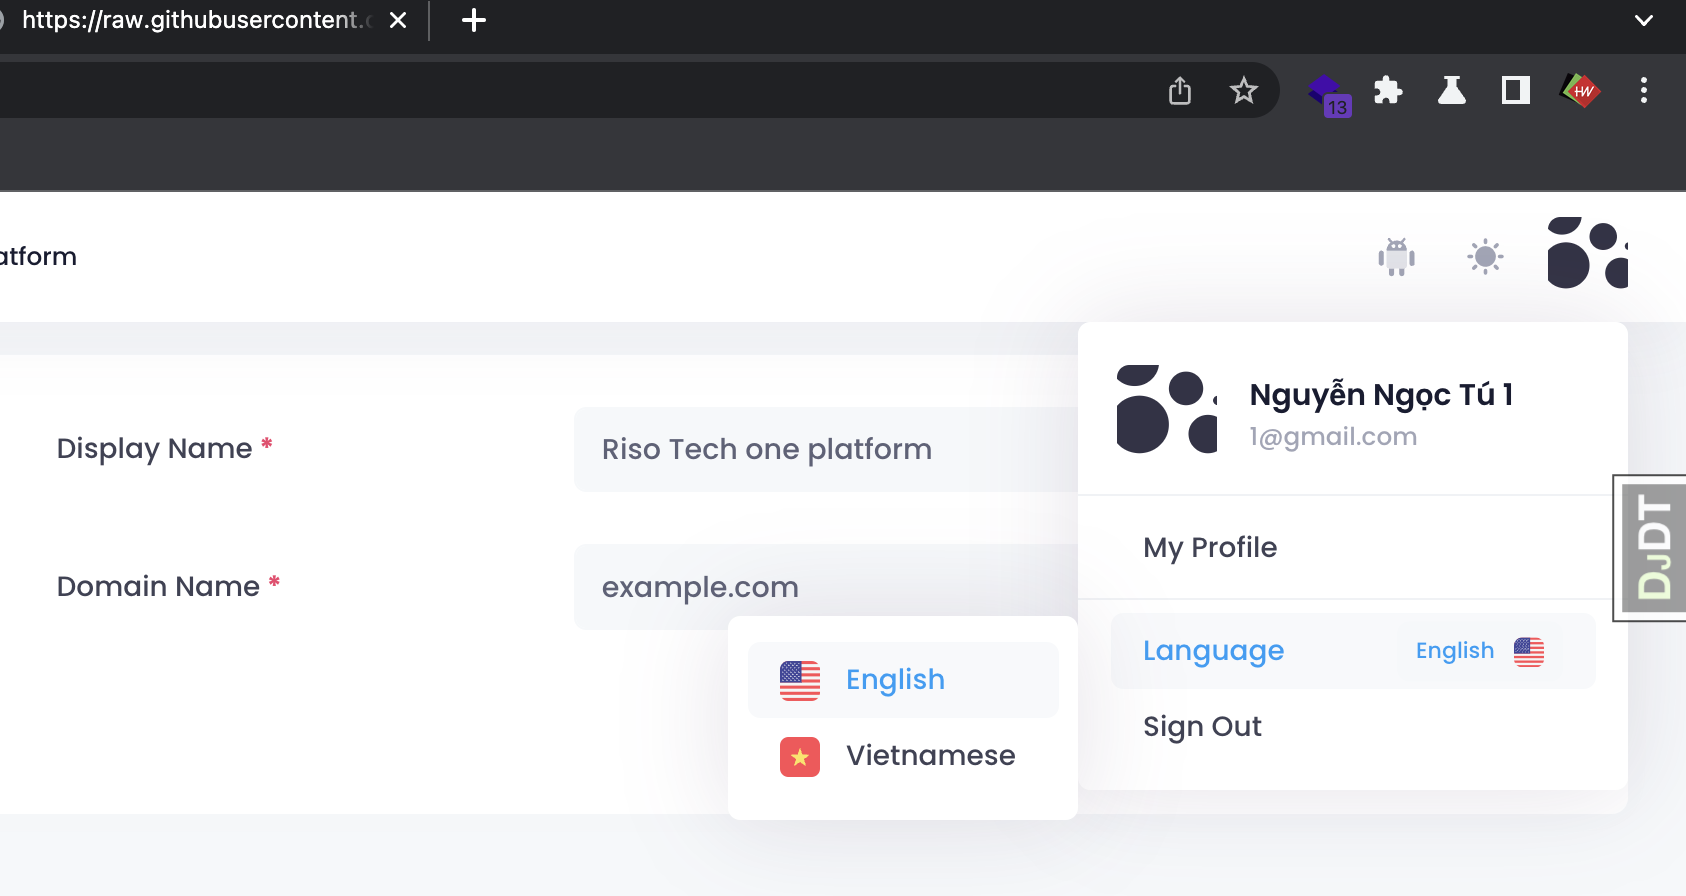 https://raw.githubusercontent.
13
HW
atform
Display Name *
Riso Tech one platform
Domain Name *
example.com
English
Vietnamese
Nguyễn Ngọc Tú 1
1@gmail.com
My Profile
Language
English
Sign Out
DJDT